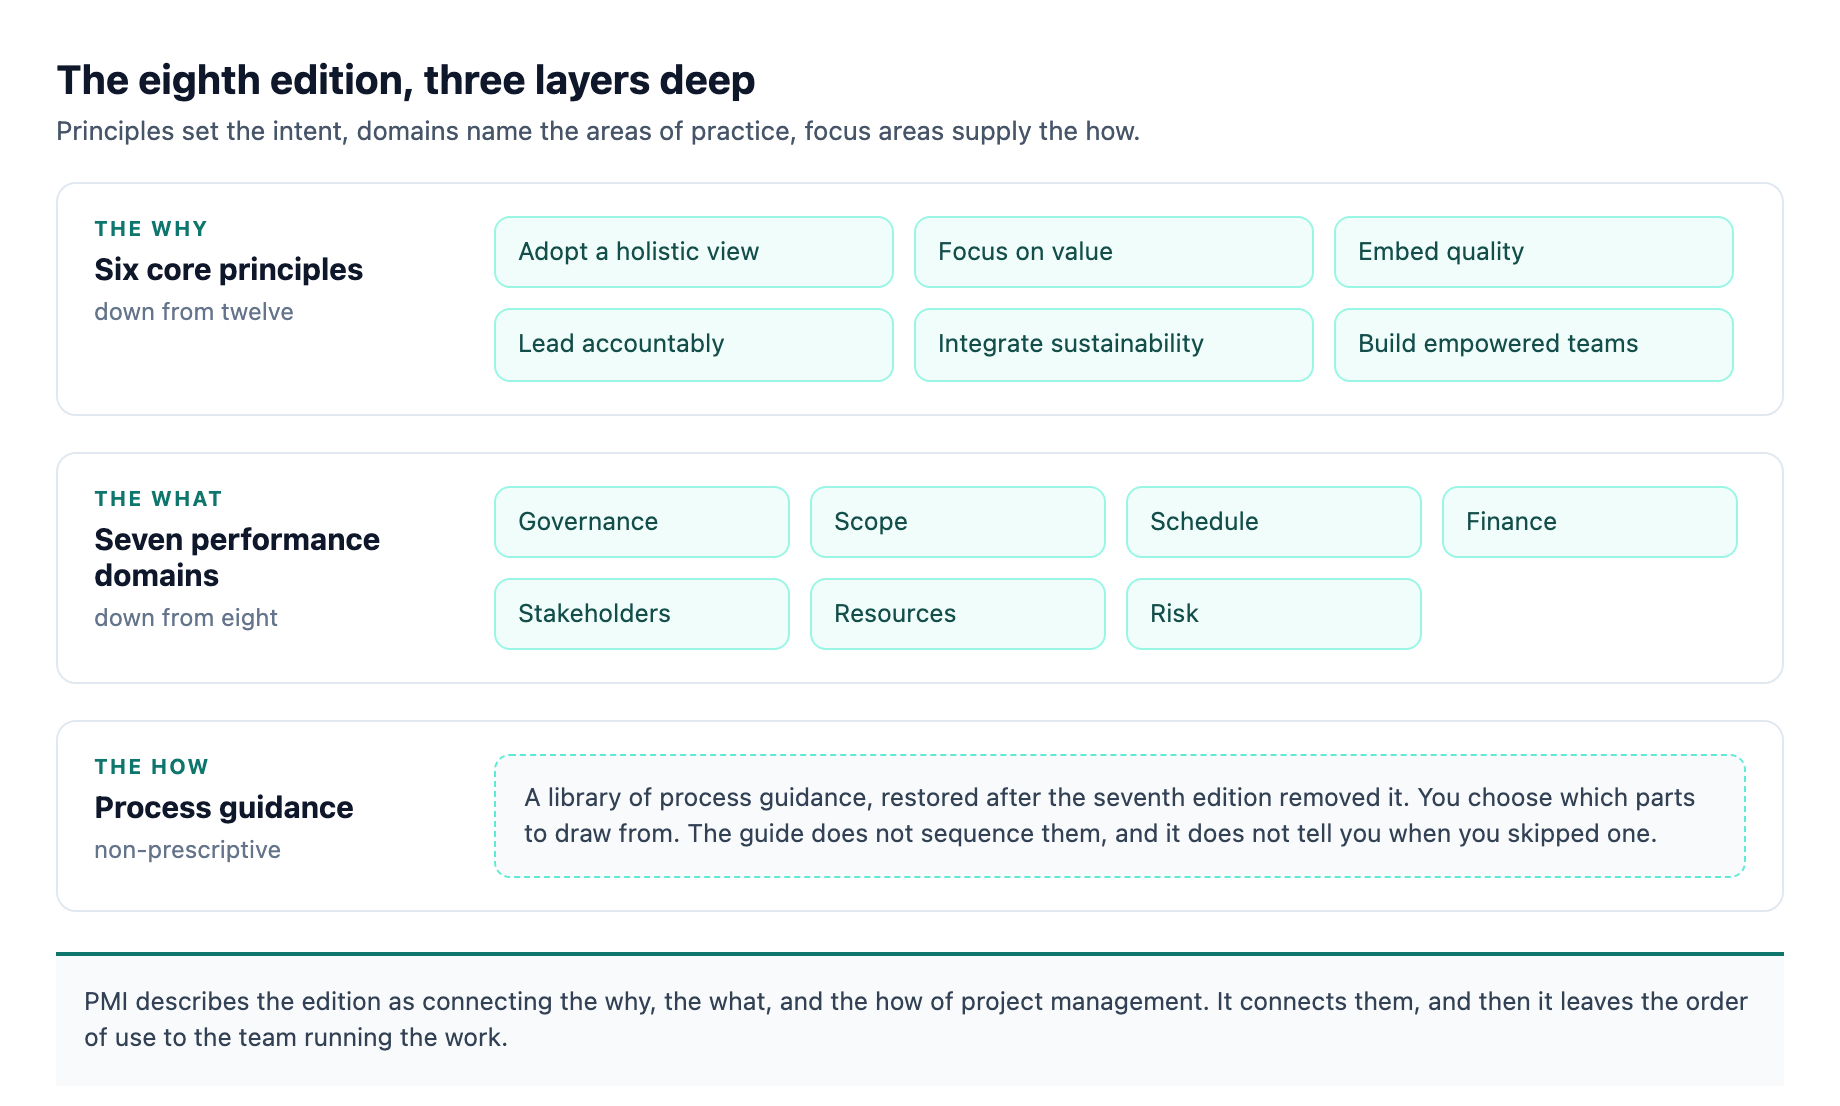 The eighth edition, three layers deep
Principles set the intent, domains name the areas of practice, focus areas supply the how.
THE WHY
Six core principles
down from twelve
Adopt a holistic view
Focus on value
Embed quality
Lead accountably
Integrate sustainability
Build empowered teams
THE WHAT
Seven performance
domains
down from eight
Governance
Scope
Schedule
Finance
Stakeholders
Resources
Risk
THE HOW
Process guidance
non-prescriptive
A library of process guidance, restored after the seventh edition removed it. You choose which parts
to draw from. The guide does not sequence them, and it does not tell you when you skipped one.
PMI describes the edition as connecting the why, the what, and the how of project management. It connects them, and then it leaves the order
of use to the team running the work.